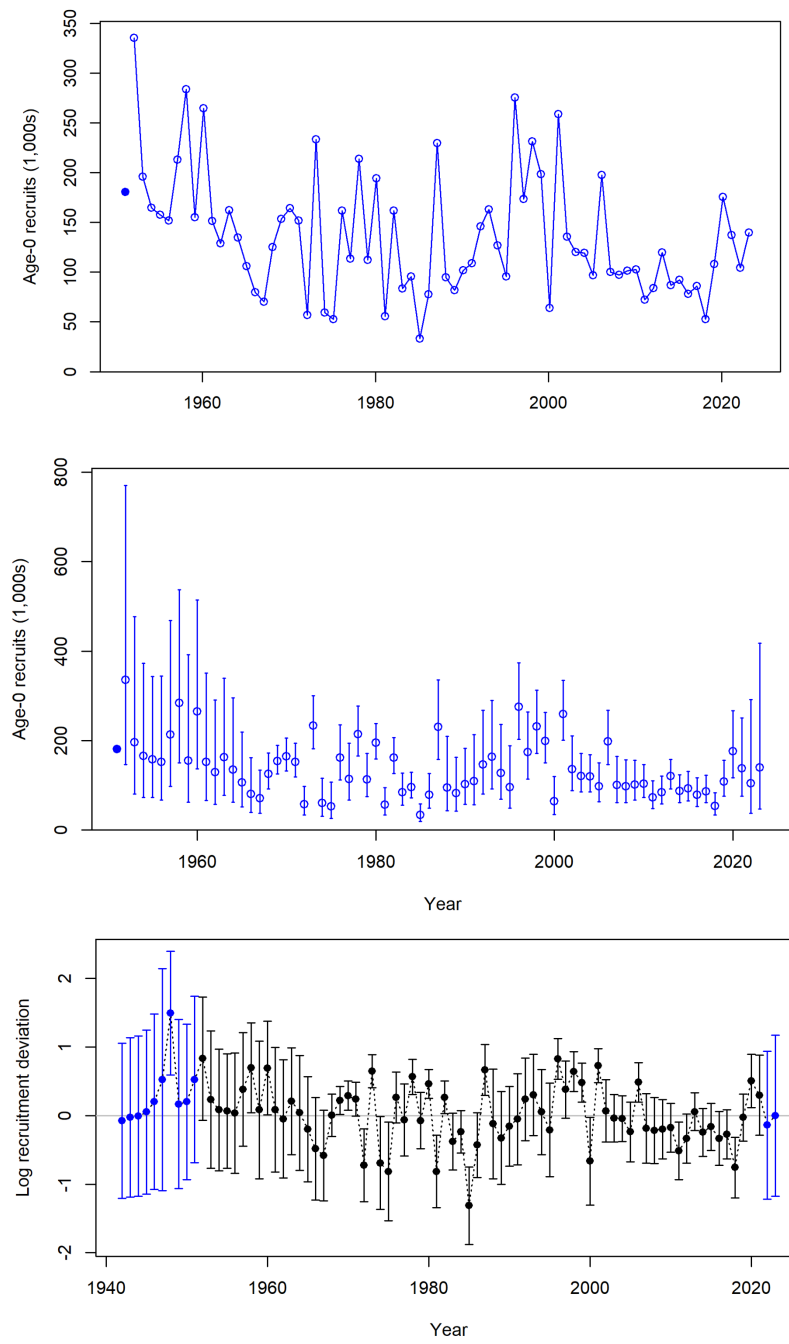 Age-0 recruits (1,000s)
350
300
250
200
150
100
50
0
1960 1980 2000 2020
Age-0 recruits (1,000s)
800
600
400
200
0
1960 1980 2000 2020
Year
Log recruitment deviation
2
1
0
-1
-2
1940 1960 1980 2000 2020
Year